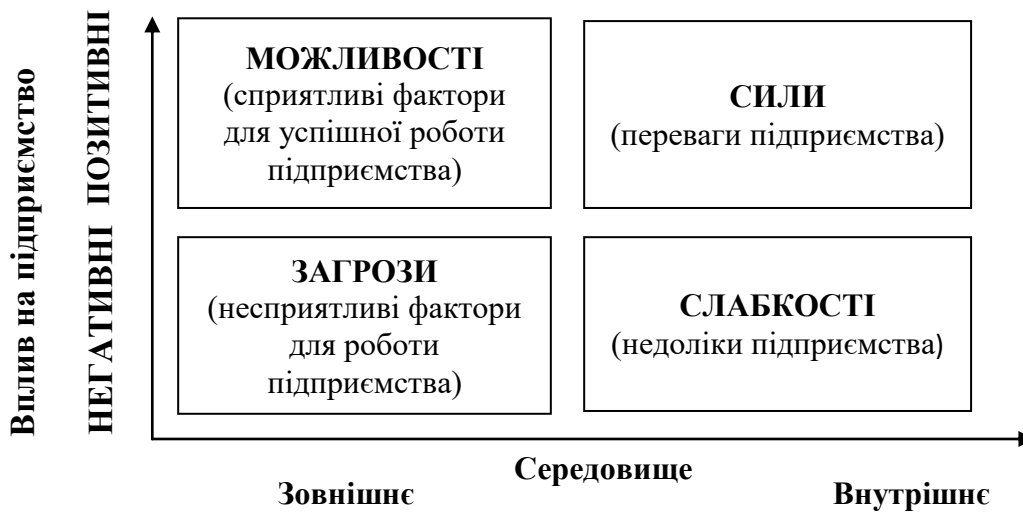 Вплив на підприємство
НЕГАТИВНІ ПОЗИТИВНІ
МОЖЛИВОСТІ
(сприятливі фактори
для успішної роботи
підприємства)
СИЛИ
(переваги підприємства)
ЗАГРОЗИ
(несприятливі фактори
для роботи
підприємства)
СЛАБКОСТІ
(недоліки підприємства)
Середовище
Зовнішнє
Внутрішнє